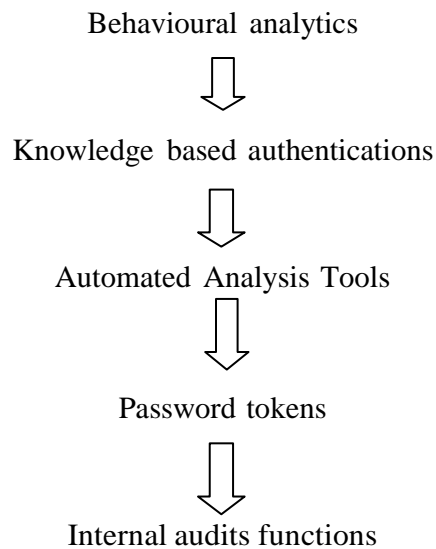 Behavioural analytics
Knowledge based authentications
Automated Analysis Tools
Password tokens
Internal audits functions